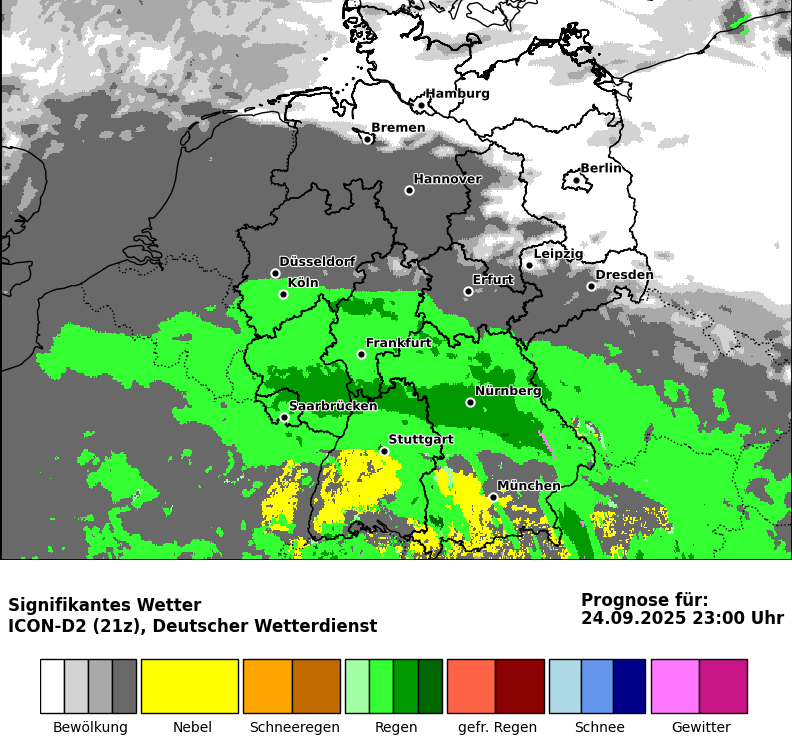 Hamburg
Bremen
Berlin
Hannover
Leipzig
Düsseldorf
Dresden
Köln
Erfurt
Frankfurt
Nürnberg
Saarbrücken
Stuttgart
München
Signifikantes Wetter
ICON-D2 (21z), Deutscher Wetterdienst
Prognose für:
24.09.2025 23:00 Uhr
Bewölkung Nebel Schneeregen Regen gefr. Regen Schnee Gewitter